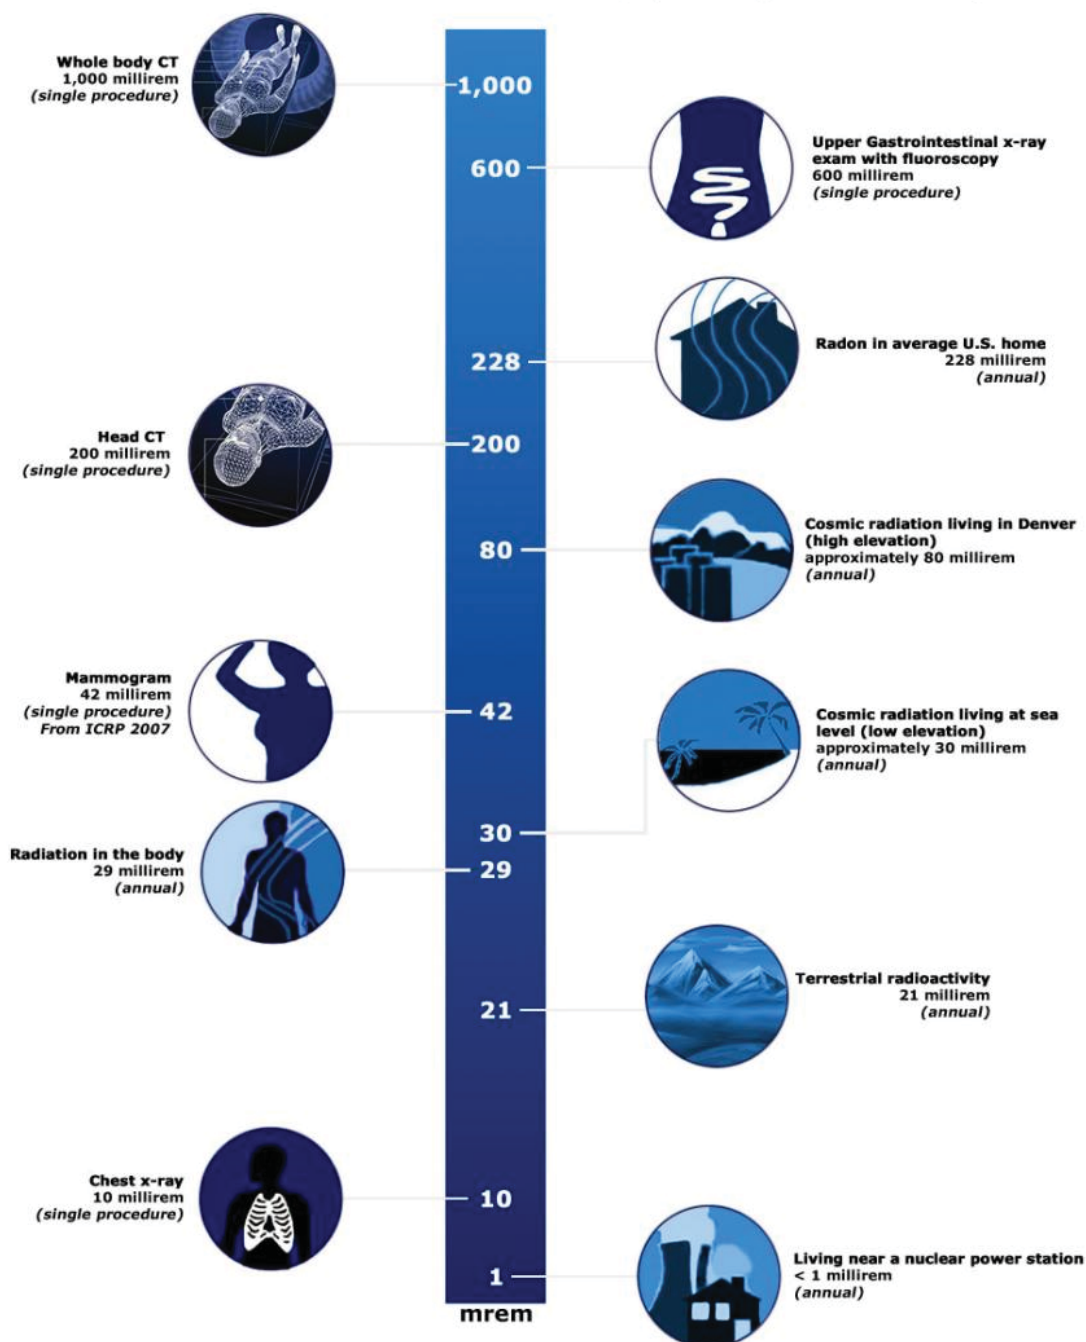 Whole body CT
1,000 millirem
(single procedure)
1,000
Upper Gastrointestinal x-ray
exam with fluoroscopy
600 millirem
(single procedure)
600
Radon in average U.S. home
228 millirem
(annual)
228
Head CT
200 millirem
(single procedure)
200
Cosmic radiation living in Denver
(high elevation)
approximately 80 millirem
(annual)
80
Mammogram
42 millirem
(single procedure)
From ICRP 2007
42
Cosmic radiation living at sea
level (low elevation)
approximately 30 millirem
(annual)
30
Radiation in the body
29 millirem
(annual)
29
Terrestrial radioactivity
21 millirem
(annual)
21
Chest x-ray
10 millirem
(single procedure)
10
Living near a nuclear power station
< 1 millirem
(annual)
1
mrem